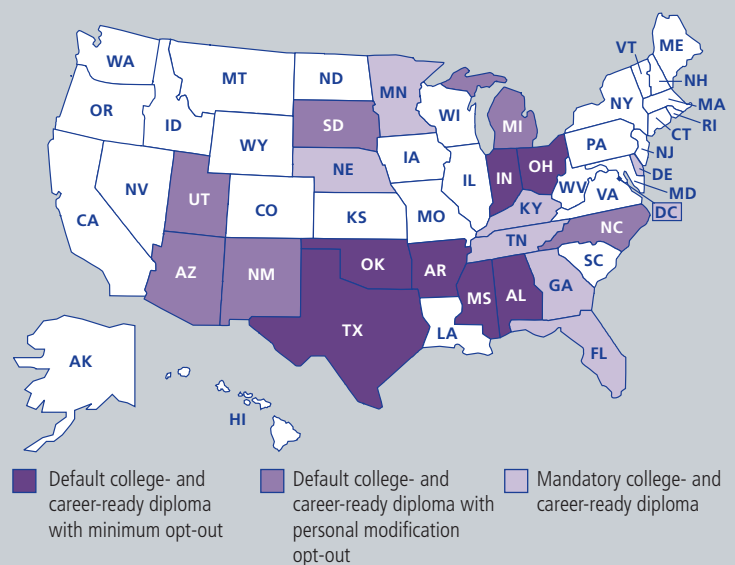 WA
MT
ND
MN
VT
ME
NH
OR
ID
SD
WI
MI
NY
MA
RI
CT
WY
IA
PA
NJ
NE
IL
IN
OH
DE
NV
UT
WV
MD
CA
CO
KS
MO
KY
VA
DC
TN
NC
AZ
NM
OK
AR
SC
MS
AL
GA
TX
LA
FL
AK
HI
Default college- and
career-ready diploma
with minimum opt-out
Default college- and
career-ready diploma with
personal modification
opt-out
Mandatory college- and
career-ready diploma